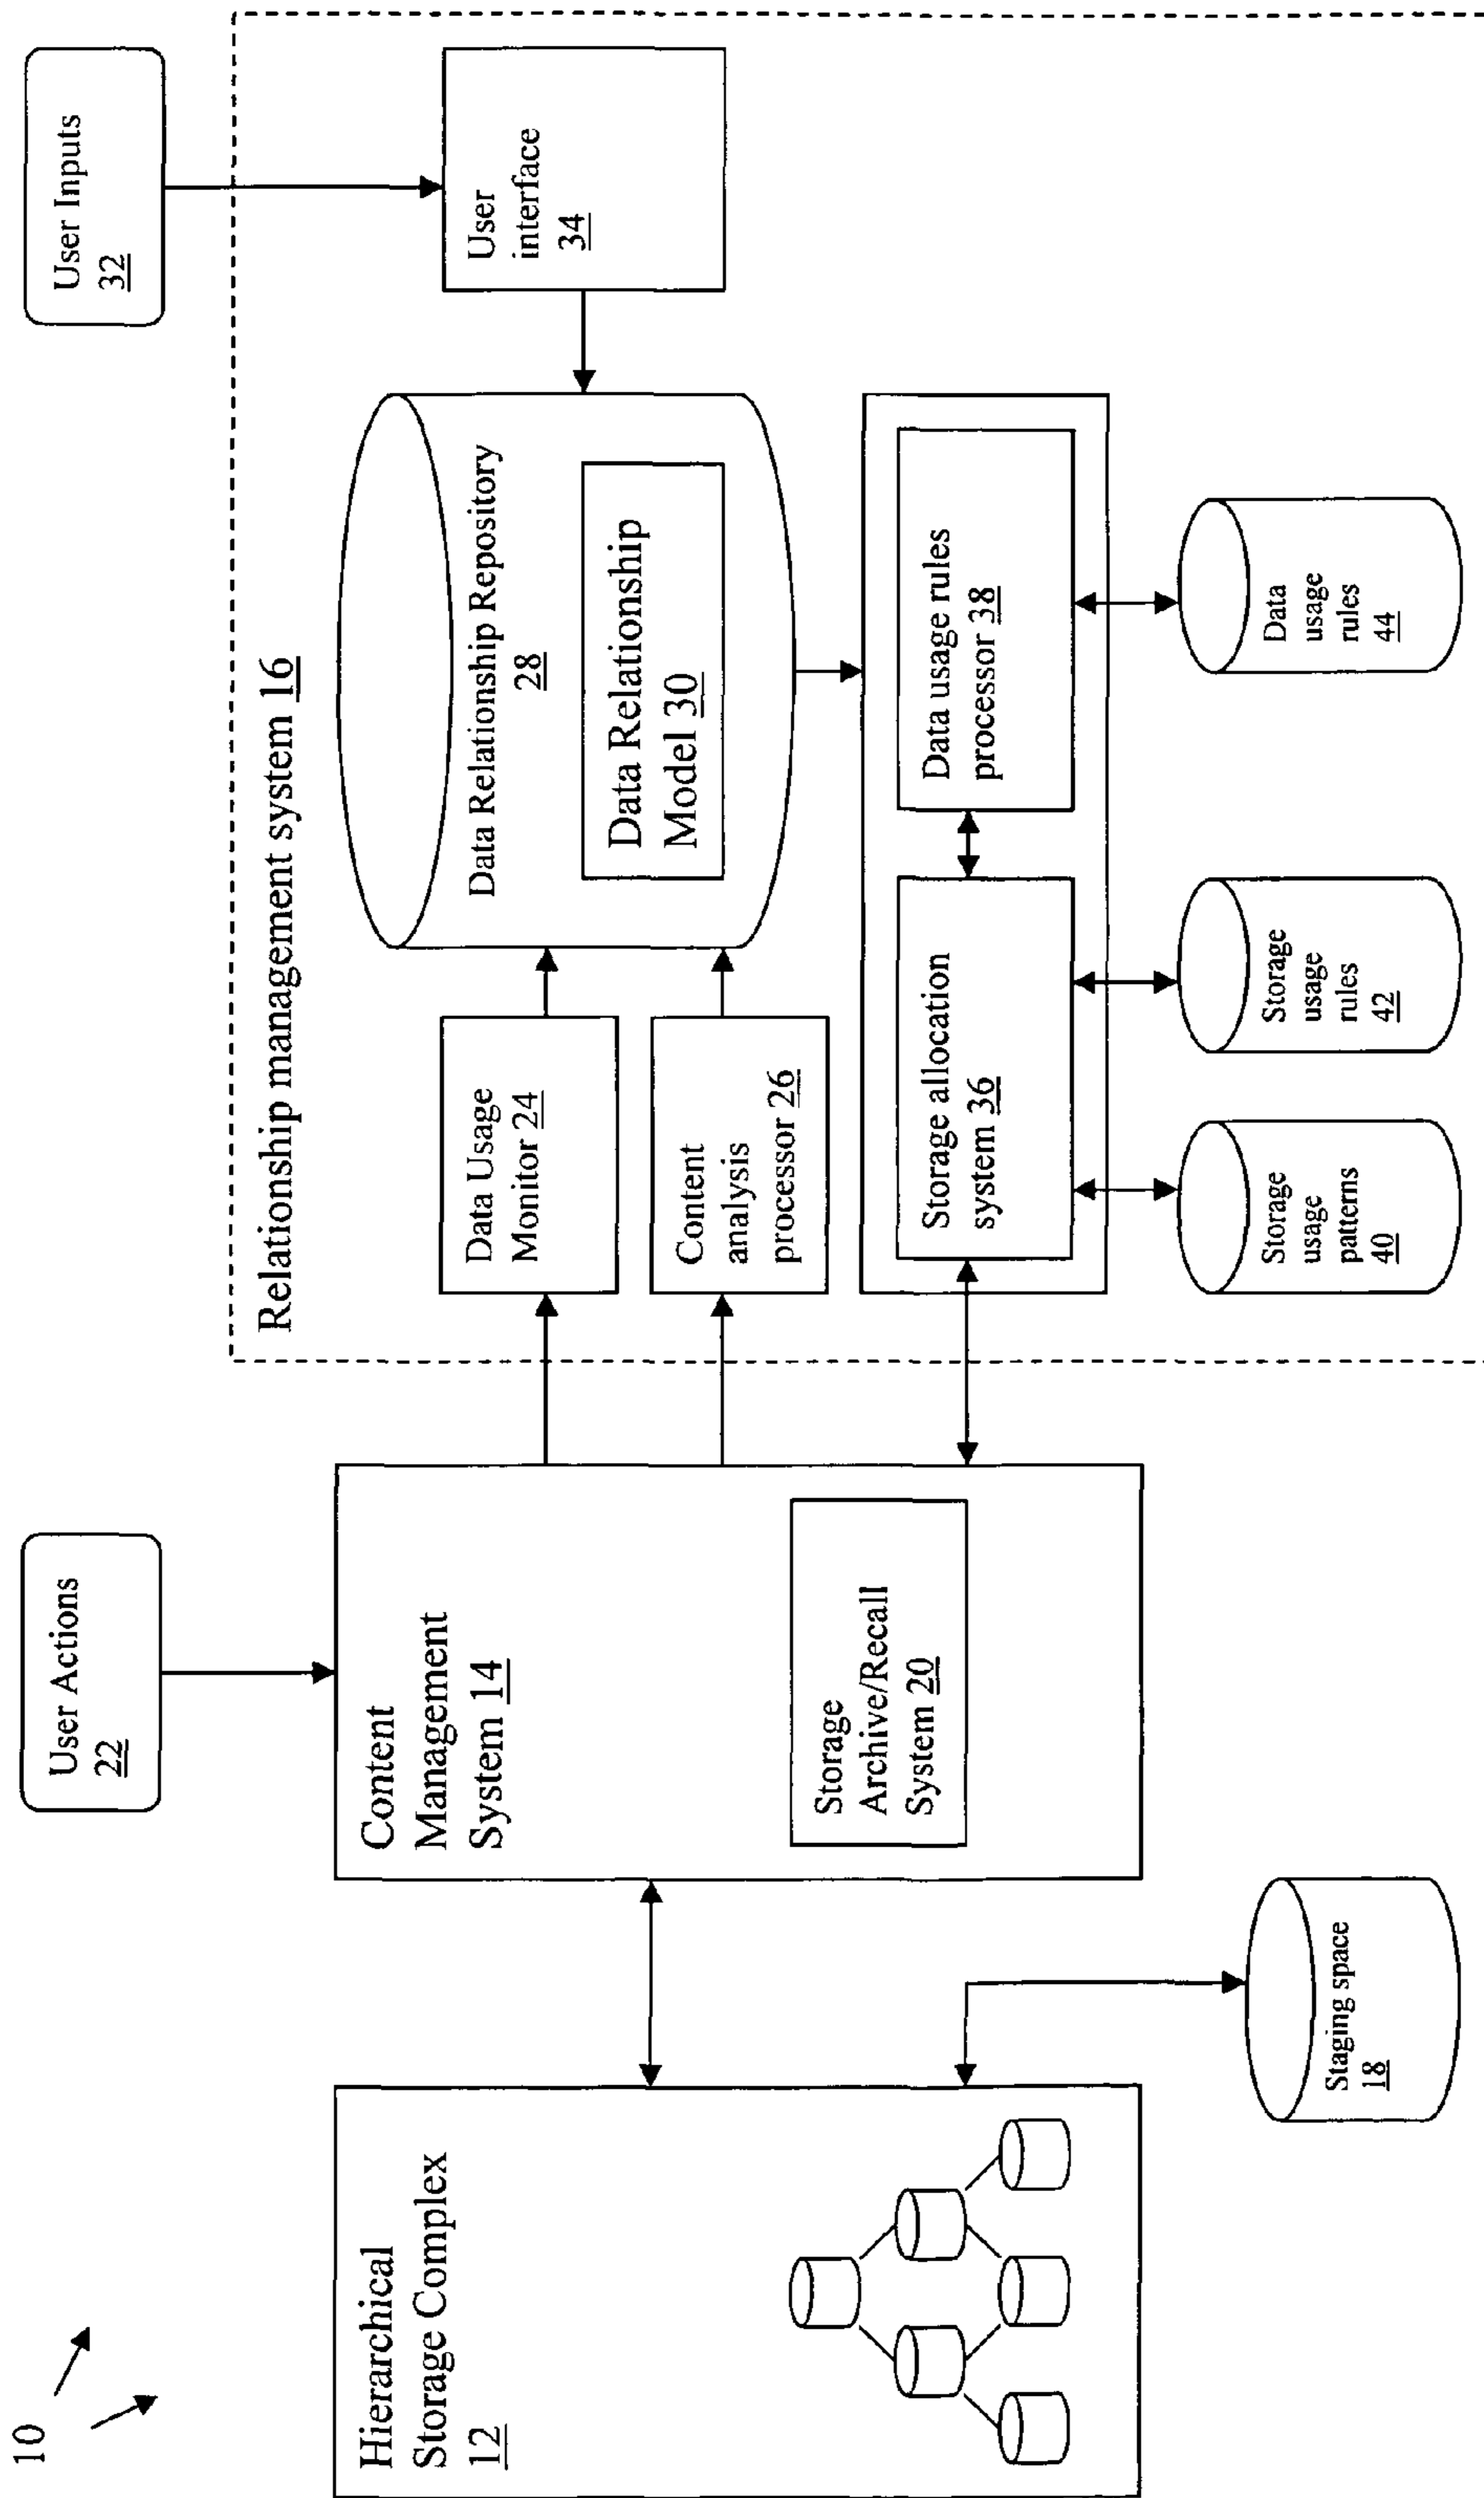 10
User Actions
22
User Inputs
32
Hierarchical
Storage Complex
12
Content
Management
System 14
Storage
Archive/Recall
System 20
Staging space
18
Relationship management system 16
Data Usage
Monitor 24
Content
analysis
processor 26
Data Relationship Repository
28
Data Relationship
Model 30
User
interface
34
Storage allocation
system 36
Data usage rules
processor 38
Storage
usage
patterns
40
Storage
usage
rules
42
Data
usage
rules
44